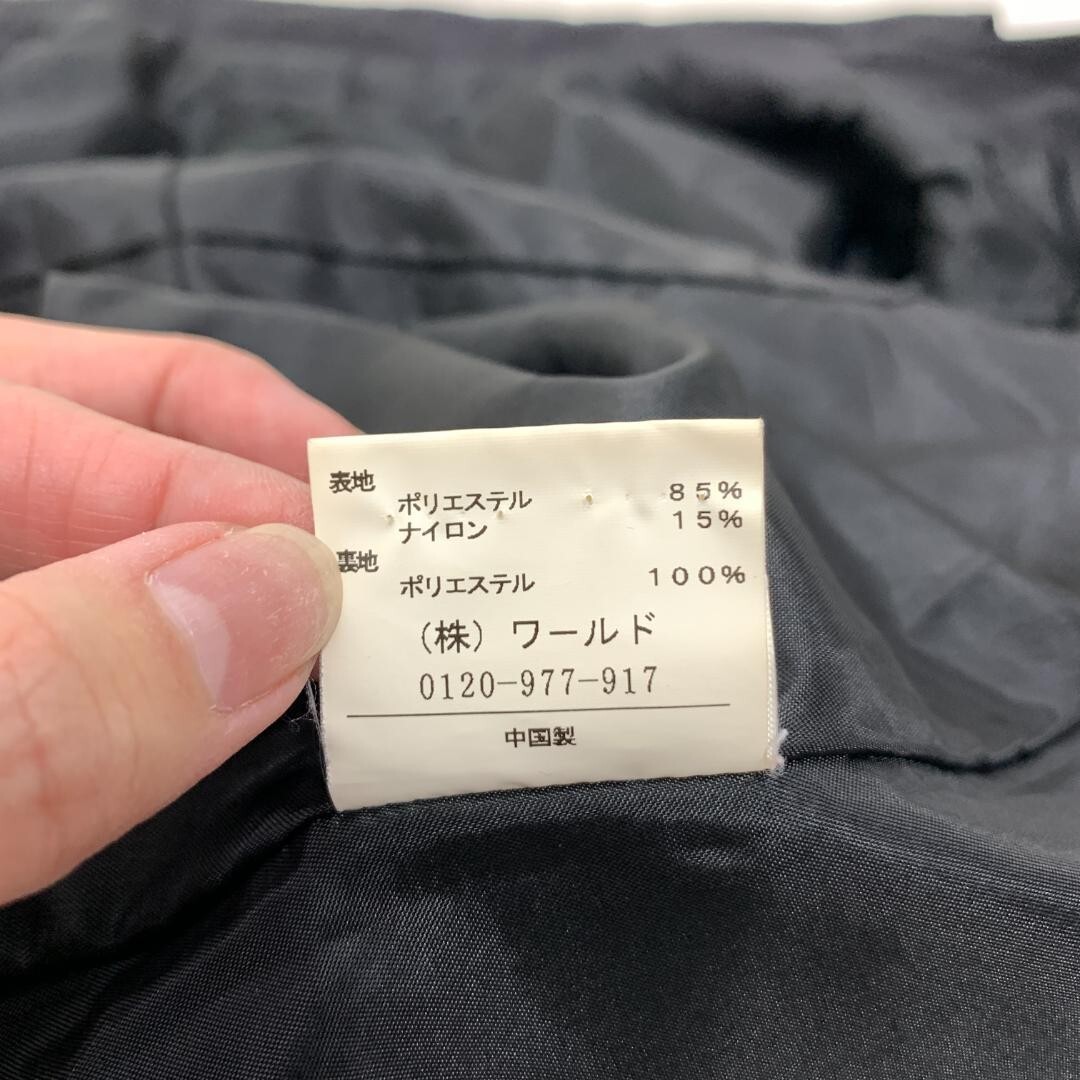 表地
ポリエステル 85%
ナイロン 15%
裏地
ポリエステル 100%
(株) ワールド
0120-977-917
中国製